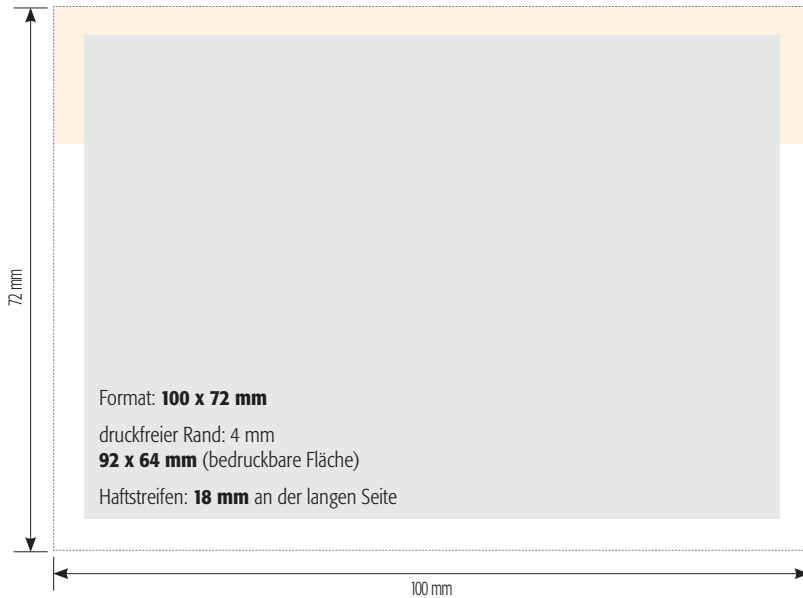 72 mm
Format: 100 x 72 mm
druckfreier Rand: 4 mm
92 x 64 mm (bedruckbare Fläche)
Haftstreifen: 18 mm an der langen Seite
100 mm